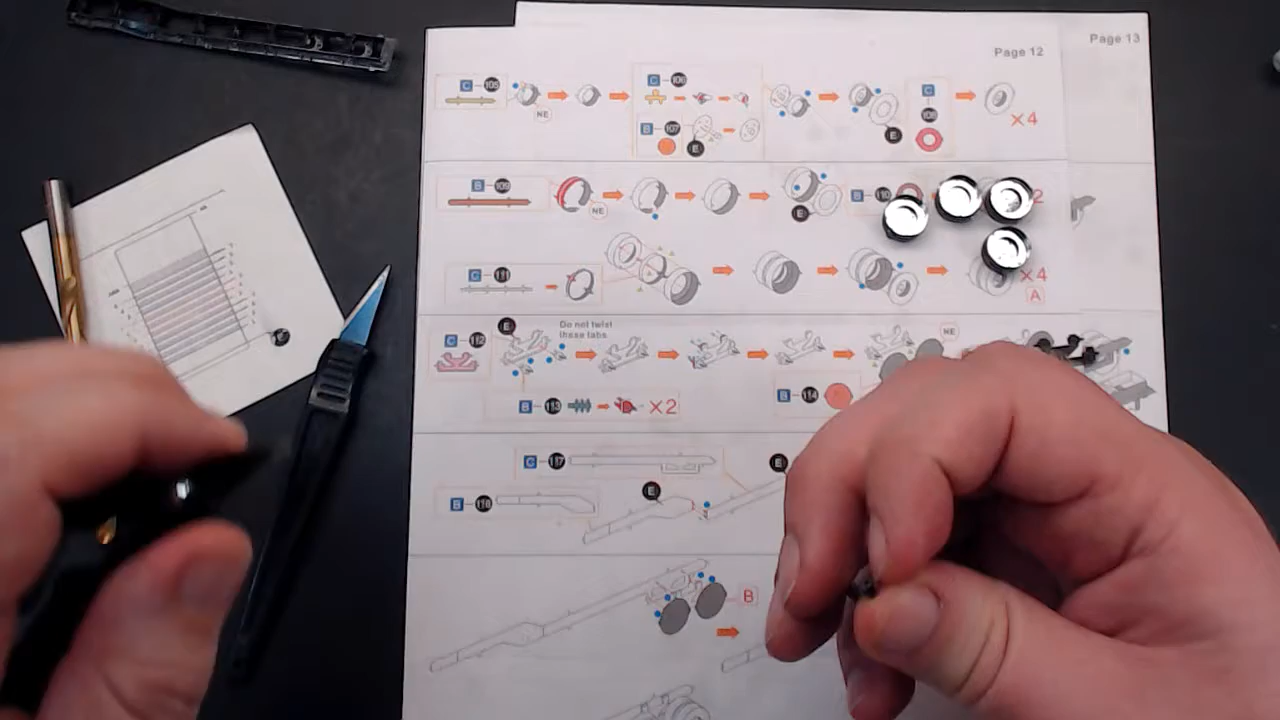 Page 12
Page 13
C 105
NE
C 106
B 107
E
E
C
108
×4
B 109
NE
E
B 110
2
C 111
×4
A
C 112
E
Do not twist
these tabs
NE
B 113
×2
B 114
C 117
E
E
B 116
B